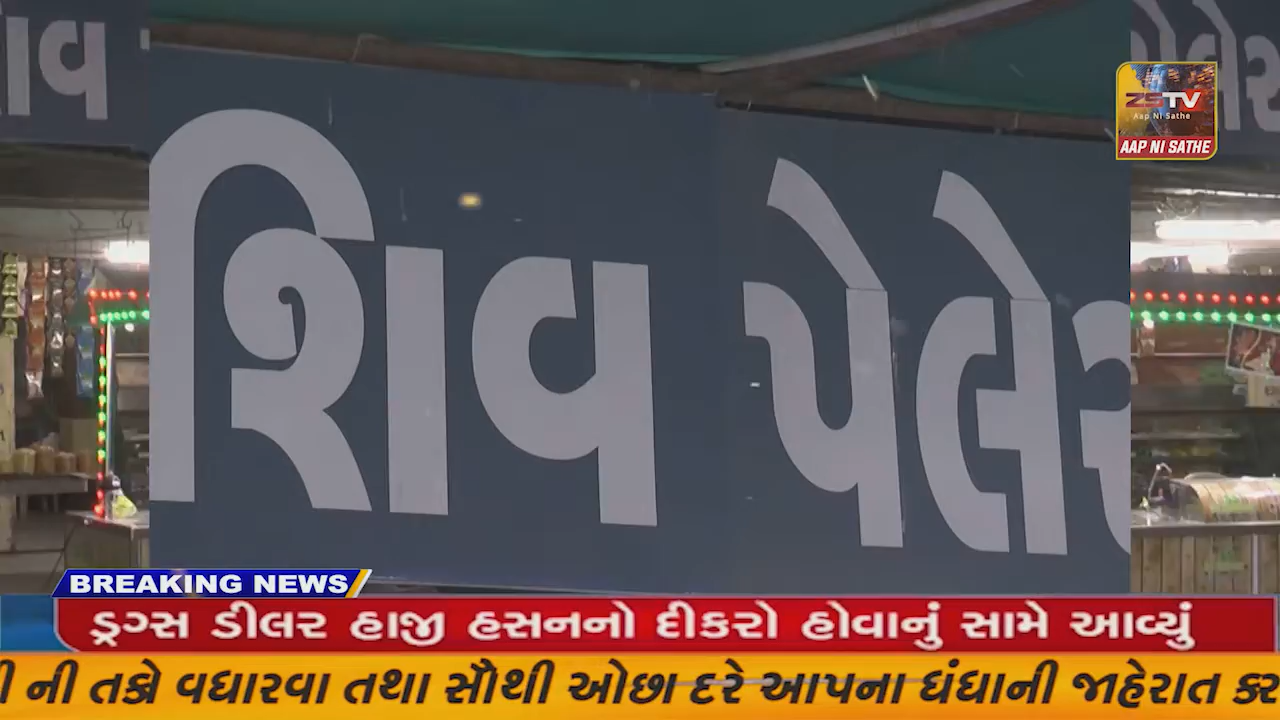 શિવ પેલે
ZSTV
Aap Ni Sathe
AAP NI SATHE
BREAKING NEWS
ડ્રગ્સ ડીલર હાજી હસનનો દીકરો હોવાનું સામે આવ્યું
ની તકો વધારવા તથા સૌથી ઓછા દરે આપના ધંધાની જાહેરાત